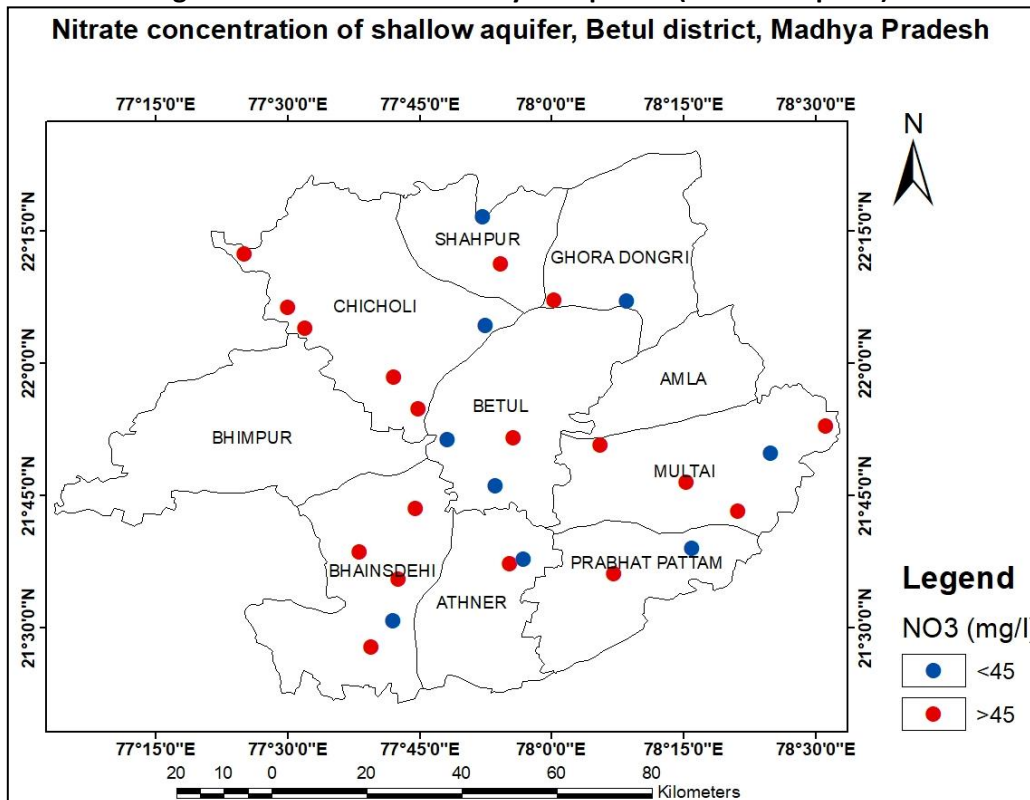 Nitrate concentration of shallow aquifer, Betul district, Madhya Pradesh
77°15'0"E 77°30'0"E 77°45'0"E 78°0'0"E 78°15'0"E 78°30'0"E
N
22°15'0"N
22°15'0"N
SHAHPUR
GHORA DONGRI
CHICHOLI
22°0'0"N
22°0'0"N
AMLA
BETUL
BHIMPUR
MULTAI
21°45'0"N
21°45'0"N
PRABHAT PATTAM
BHAINSDEHI
ATHNER
21°30'0"N
21°30'0"N
Legend
NO3 (mg/l
<45
>45
77°15'0"E 77°30'0"E 77°45'0"E 78°0'0"E 78°15'0"E 78°30'0"E
20 10 0 20 40 60 80
Kilometers